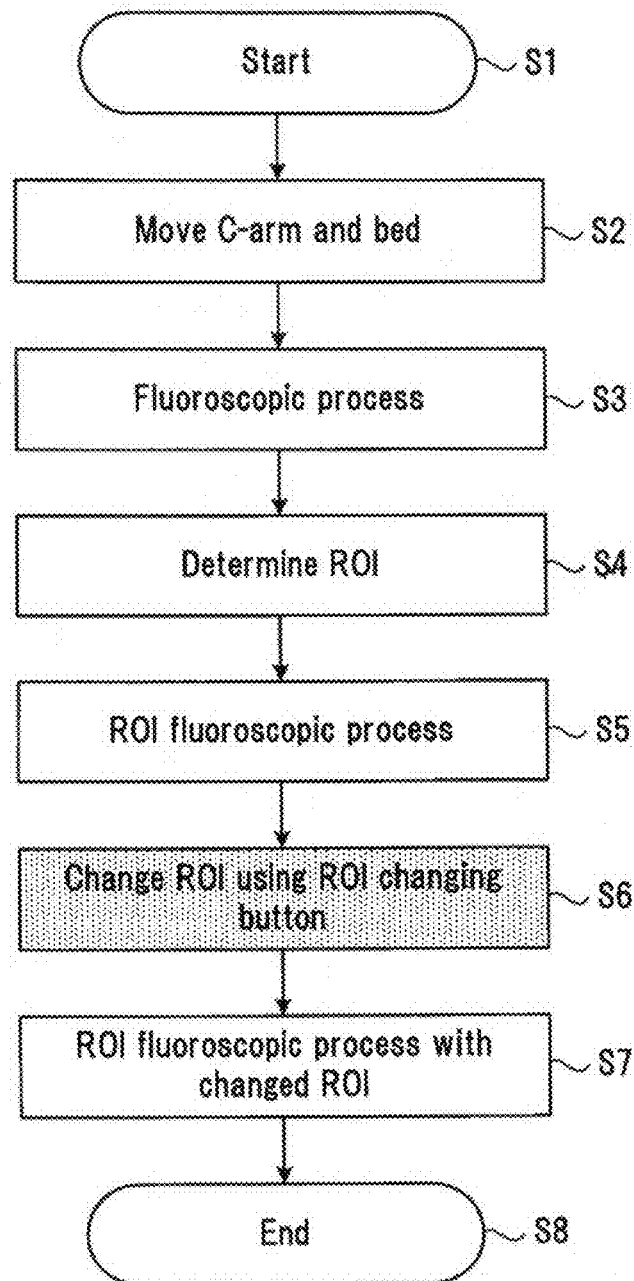 Start
S1
Move C-arm and bed
S2
Fluoroscopic process
S3
Determine ROI
S4
ROI fluoroscopic process
S5
Change ROI using ROI changing
button
S6
ROI fluoroscopic process with
changed ROI
S7
End
S8